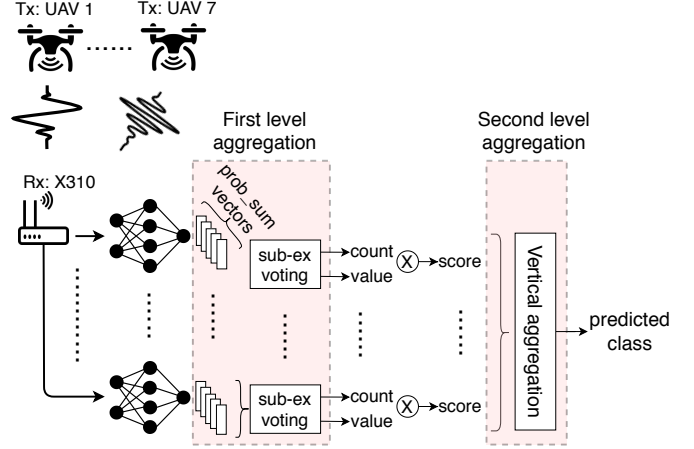 Tx: UAV 1
Tx: UAV 7
First level
aggregation
Second level
aggregation
Rx: X310
prob_sum
vectors
sub-ex
voting
count
value
X
score
Vertical aggregation
predicted
class
sub-ex
voting
count
value
X
score